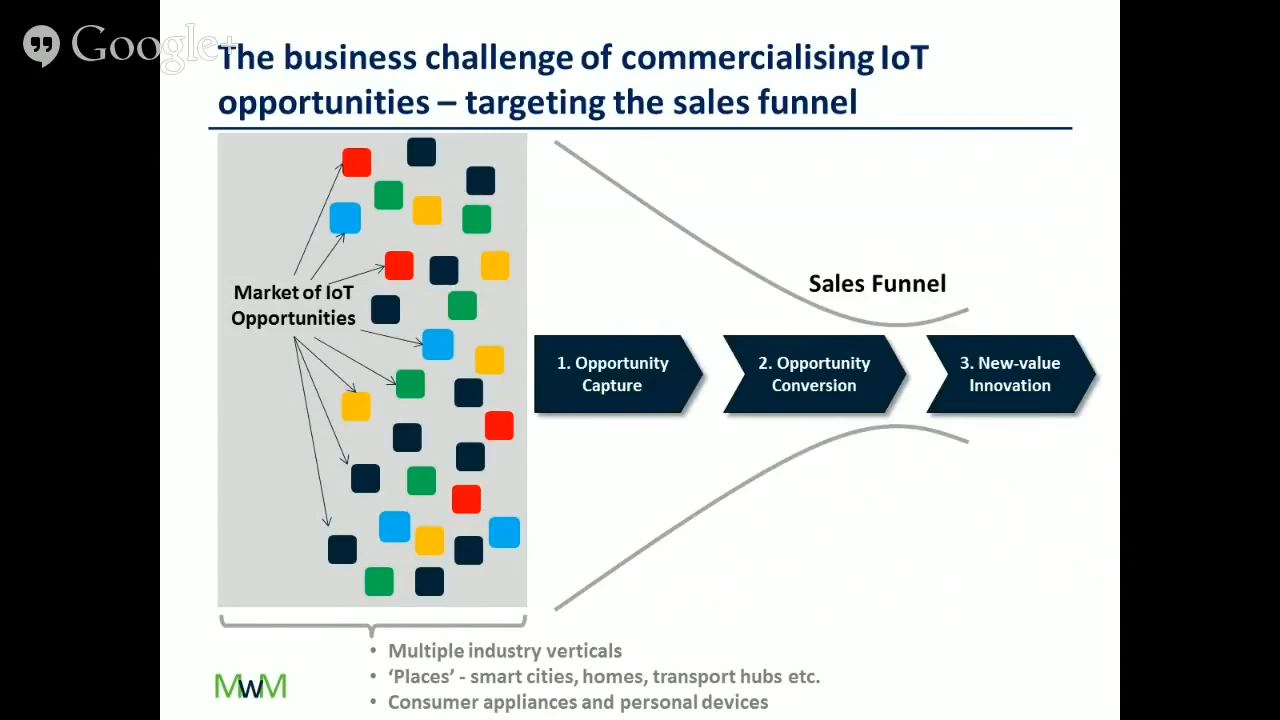 Google+
The business challenge of commercialising IoT
opportunities – targeting the sales funnel
Market of IoT
Opportunities
Sales Funnel
1. Opportunity
Capture
2. Opportunity
Conversion
3. New-value
Innovation
• Multiple industry verticals
• ‘Places’ - smart cities, homes, transport hubs etc.
• Consumer appliances and personal devices
MWM